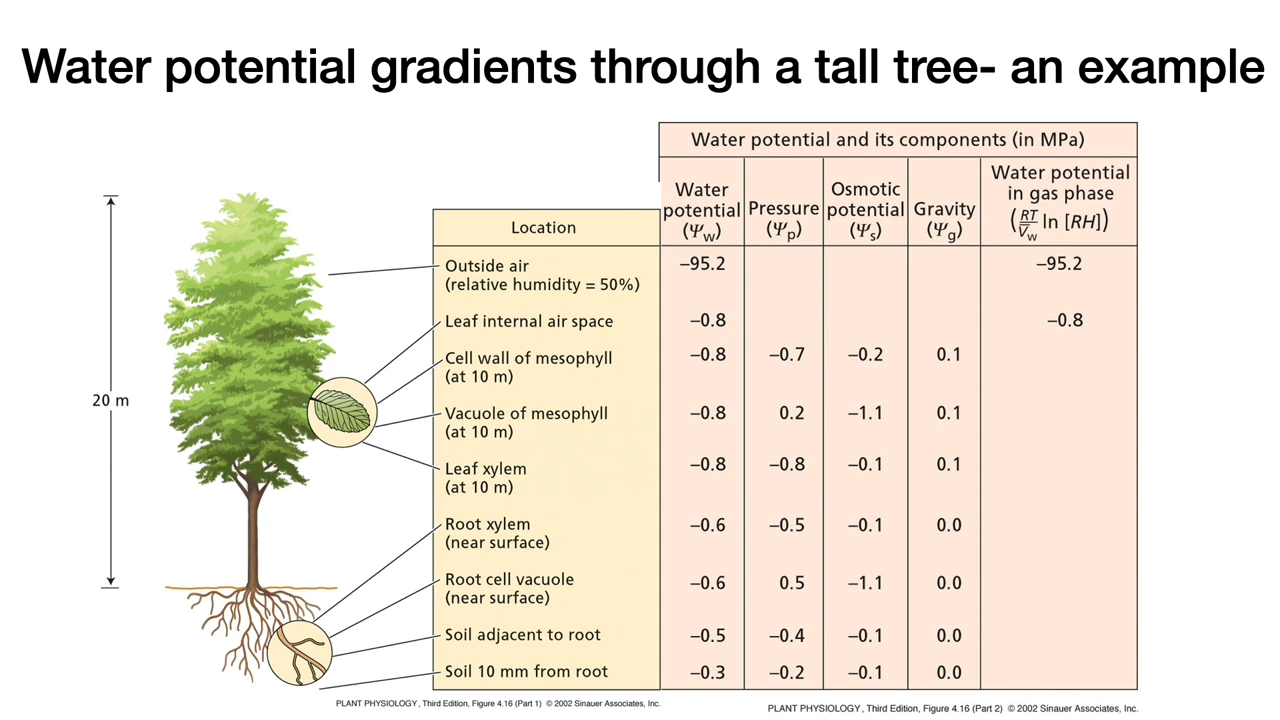 Water potential gradients through a tall tree- an example
Water potential and its components (in MPa)
Location
Water
potential
(Ψw)
Pressure
(Ψp)
Osmotic
potential
(Ψs)
Gravity
(Ψg)
Water potential
in gas phase
(RT/V̅w ln [RH])
20 m
Outside air −95.2 −95.2
(relative humidity = 50%)
Leaf internal air space −0.8 −0.8
Cell wall of mesophyll −0.8 −0.7 −0.2 0.1
(at 10 m)
Vacuole of mesophyll −0.8 0.2 −1.1 0.1
(at 10 m)
Leaf xylem −0.8 −0.8 −0.1 0.1
(at 10 m)
Root xylem −0.6 −0.5 −0.1 0.0
(near surface)
Root cell vacuole −0.6 0.5 −1.1 0.0
(near surface)
Soil adjacent to root −0.5 −0.4 −0.1 0.0
Soil 10 mm from root −0.3 −0.2 −0.1 0.0
PLANT PHYSIOLOGY, Third Edition, Figure 4.16 (Part 1) © 2002 Sinauer Associates, Inc.
PLANT PHYSIOLOGY, Third Edition, Figure 4.16 (Part 2) © 2002 Sinauer Associates, Inc.